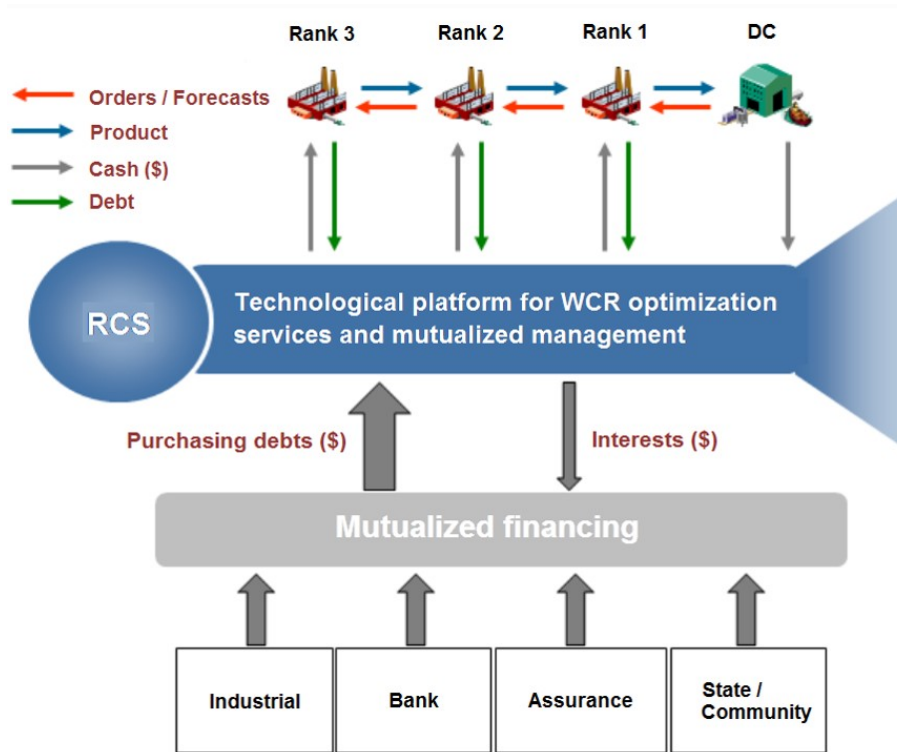 Rank 3 Rank 2 Rank 1 DC
Orders / Forecasts
Product
Cash ($)
Debt
RCS
Technological platform for WCR optimization
services and mutualized management
Purchasing debts ($)
Interests ($)
Mutualized financing
Industrial
Bank
Assurance
State /
Community